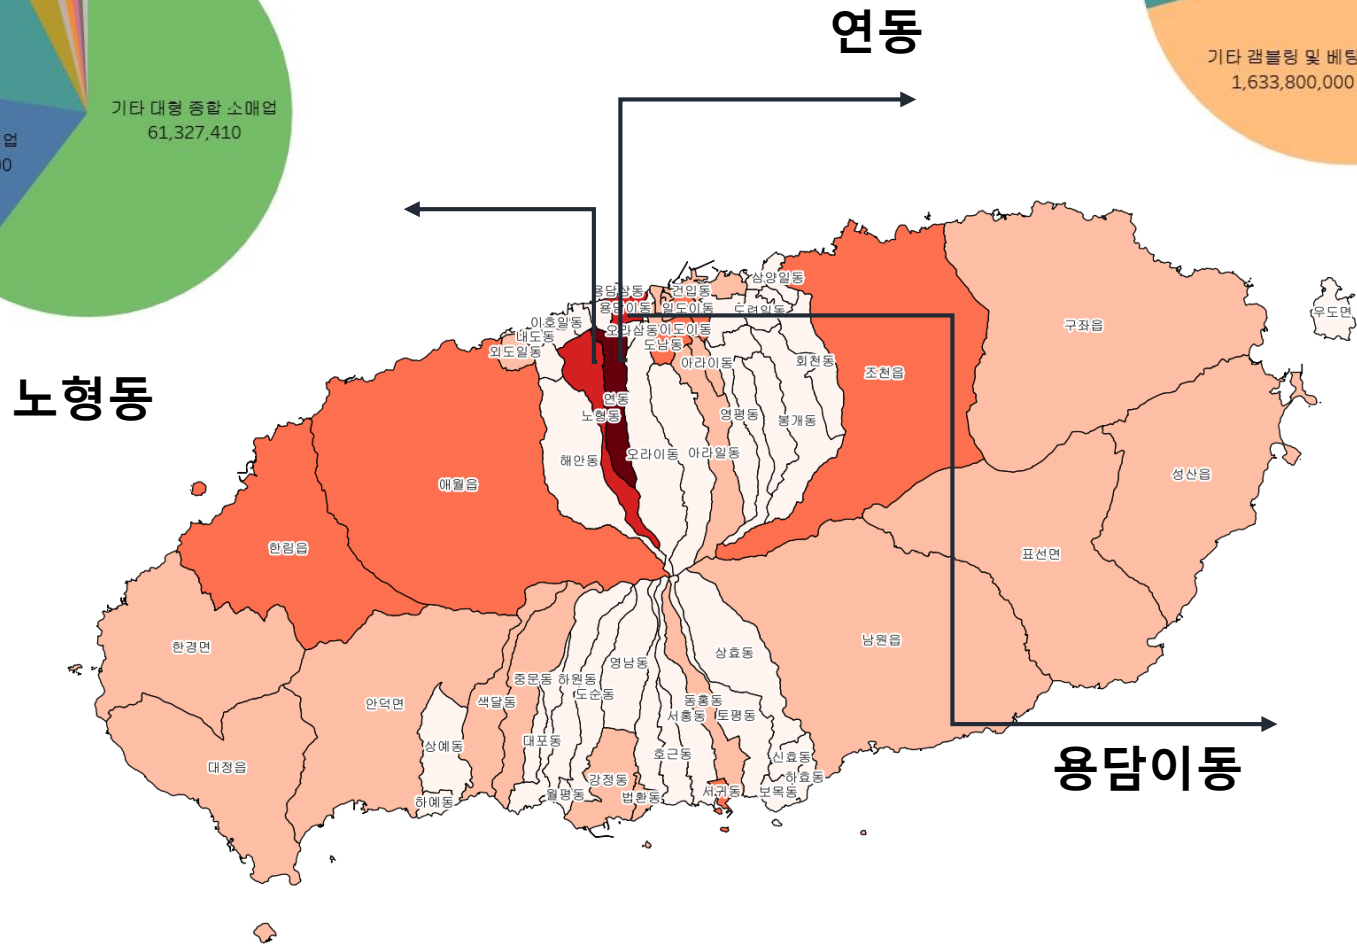 연동
기타 갬블링 및 베팅
1,633,800,000
기타 대형 종합 소매업
61,327,410
업
노형동
용담이동
삼양일동
용담삼동
건입동
용담이동
일도이동
도련일동
우도면
이호일동
내도동
외도일동
오라삼동
이도이동
도남동
아라이동
회천동
조천읍
구좌읍
연동
노형동
영평동
봉개동
해안동
오라이동
아라일동
애월읍
성산읍
한림읍
표선면
한경면
남원읍
상효동
영남동
중문동
하원동
도순동
안덕면
색달동
동홍동
서홍동
토평동
상예동
대포동
호근동
신효동
대정읍
강정동
하효동
하예동
월평동
법환동
서귀동
보목동